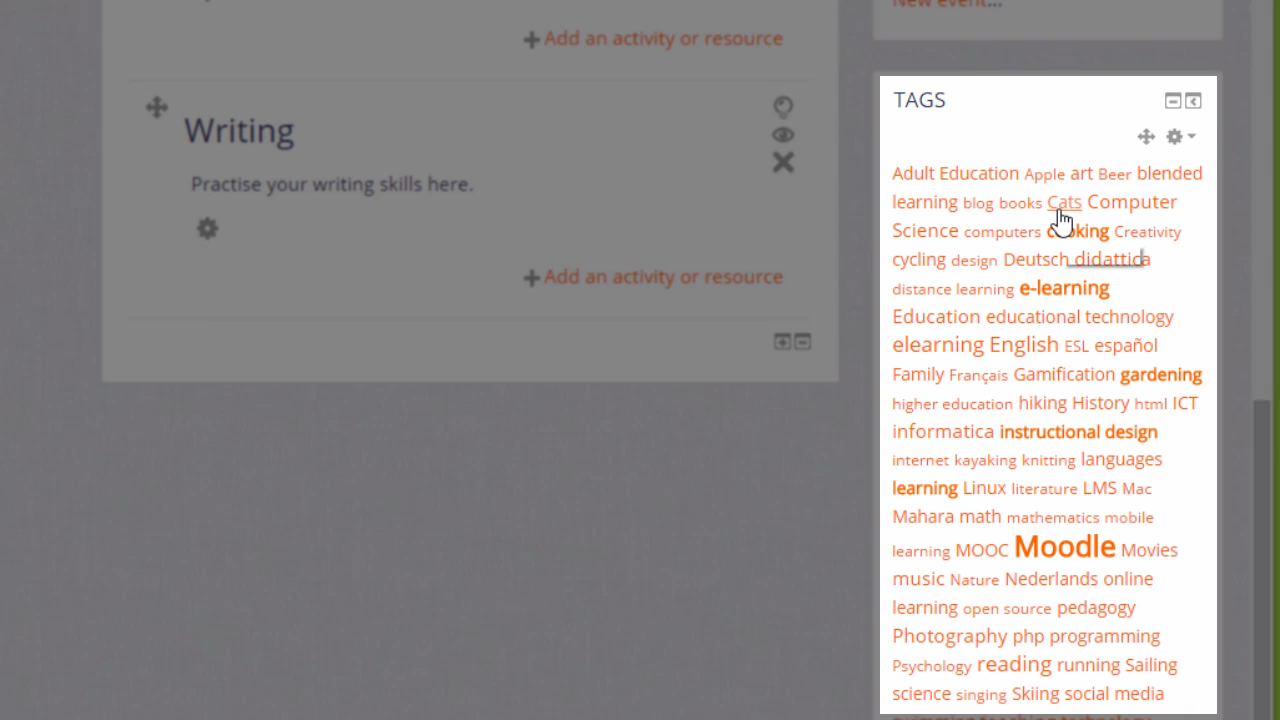 New event...
Add an activity or resource
Writing
Practise your writing skills here.
Add an activity or resource
TAGS
Adult Education Apple art Beer blended
learning blog books Cats Computer
Science computers cooking Creativity
cycling design Deutsch didattica
distance learning e-learning
Education educational technology
elearning English ESL español
Family Français Gamification gardening
higher education hiking History html ICT
informatica instructional design
internet kayaking knitting languages
learning Linux literature LMS Mac
Mahara math mathematics mobile
learning MOOC Moodle Movies
music Nature Nederlands online
learning open source pedagogy
Photography php programming
Psychology reading running Sailing
science singing Skiing social media